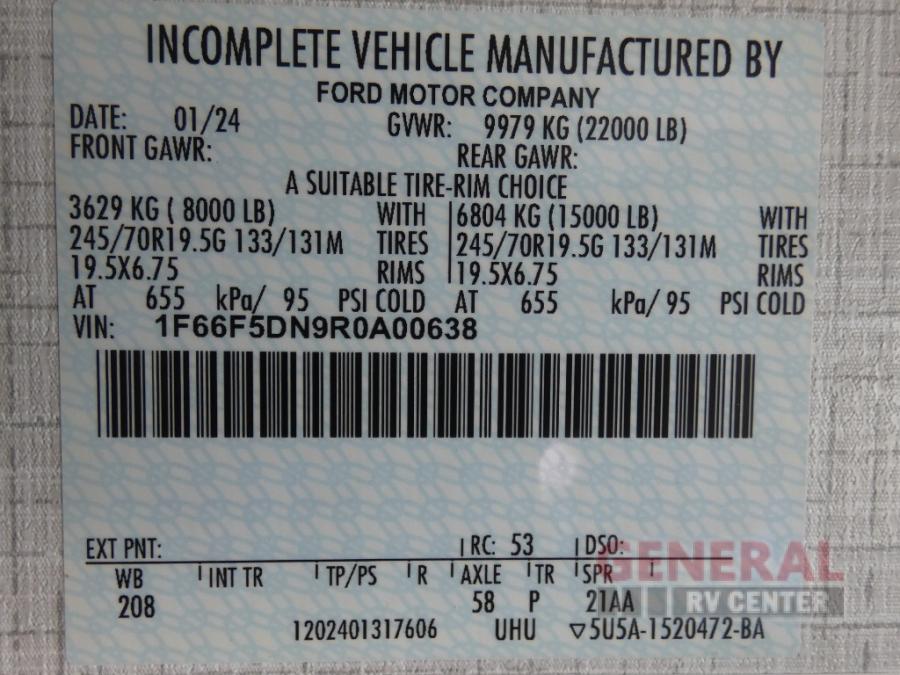 INCOMPLETE VEHICLE MANUFACTURED BY
FORD MOTOR COMPANY
DATE: 01/24 GVWR: 9979 KG (22000 LB)
FRONT GAWR: REAR GAWR:
A SUITABLE TIRE-RIM CHOICE
3629 KG ( 8000 LB) WITH 6804 KG (15000 LB) WITH
245/70R19.5G 133/131M TIRES 245/70R19.5G 133/131M TIRES
19.5X6.75 RIMS 19.5X6.75 RIMS
AT 655 kPa/ 95 PSI COLD AT 655 kPa/ 95 PSI COLD
VIN: 1F66F5DN9R0A00638
EXT PNT: RC: 53 DSO:
WB INT TR TP/PS R AXLE TR SPR
208 58 P 21AA
1202401317606 UHU ▽5U5A-1520472-BA
GENERAL
RV CENTER